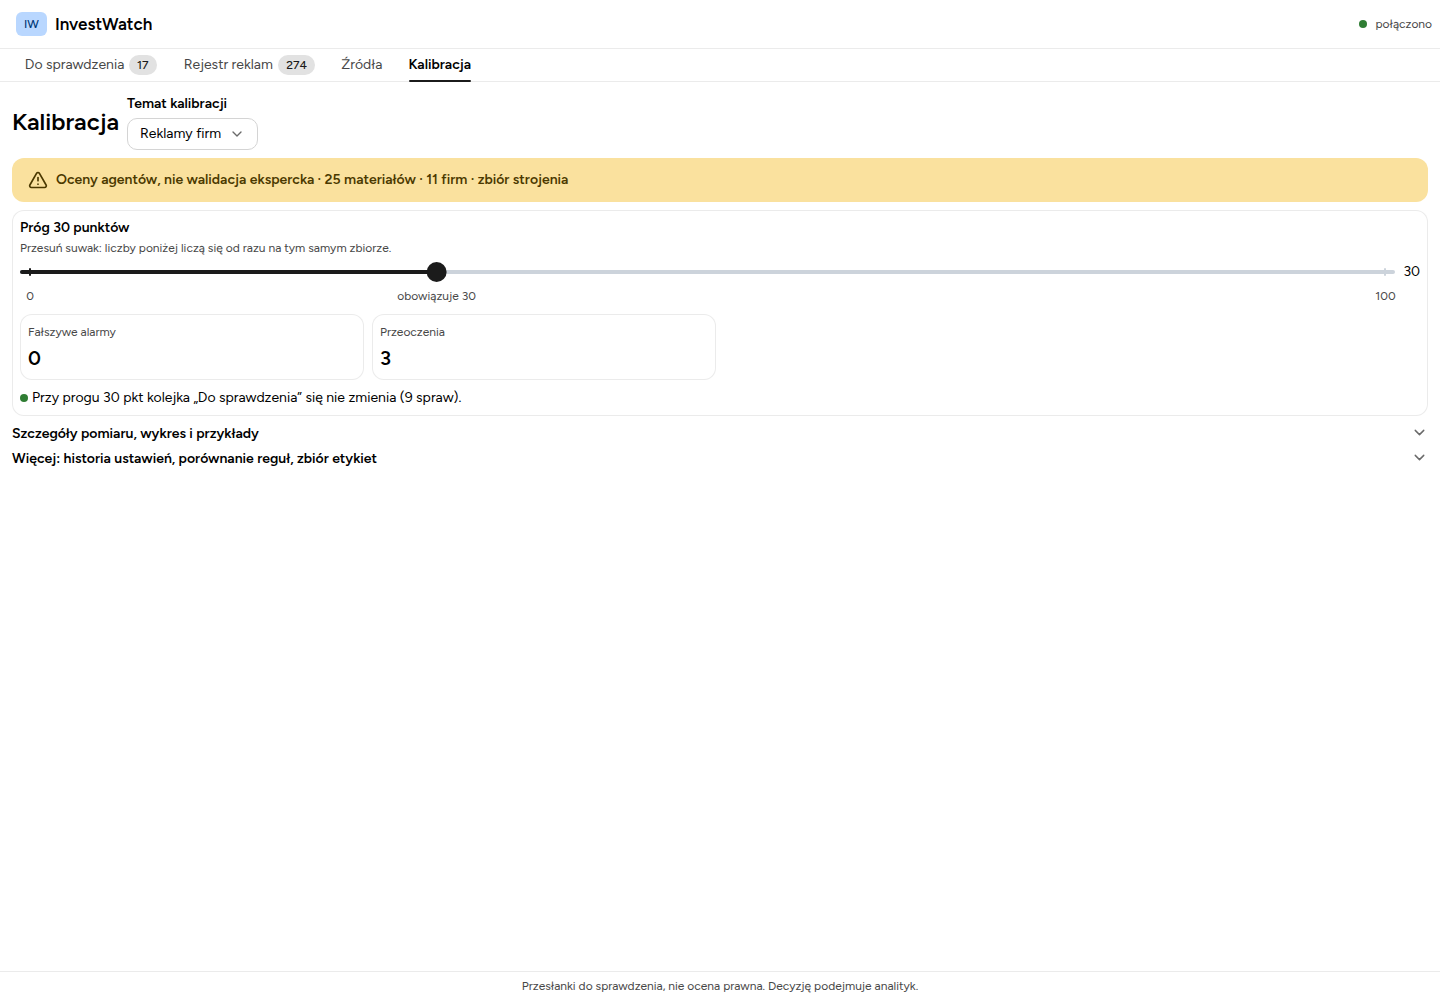 IW InvestWatch
połączono
Do sprawdzenia 17 Rejestr reklam 274 Źródła Kalibracja
Kalibracja
Temat kalibracji
Reklamy firm
Oceny agentów, nie walidacja ekspercka · 25 materiałów · 11 firm · zbiór strojenia
Próg 30 punktów
Przesuń suwak: liczby poniżej liczą się od razu na tym samym zbiorze.
30
0 obowiązuje 30 100
Fałszywe alarmy
0
Przeoczenia
3
Przy progu 30 pkt kolejka „Do sprawdzenia” się nie zmienia (9 spraw).
Szczegóły pomiaru, wykres i przykłady
Więcej: historia ustawień, porównanie reguł, zbiór etykiet
Przesłanki do sprawdzenia, nie ocena prawna. Decyzję podejmuje analityk.